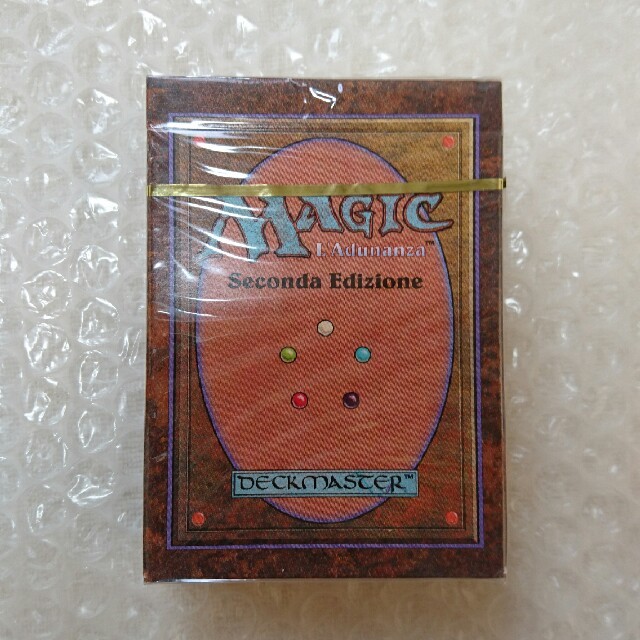 MAGIC
L'Adunanza™
Seconda Edizione
DECKMASTER™